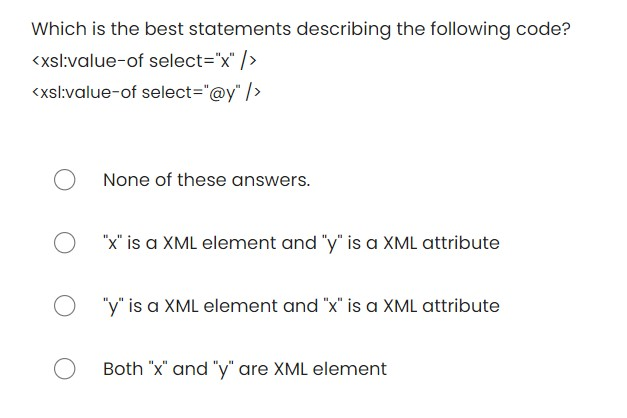 Which is the best statements describing the following code?
<xsl:value-of select="x" />
<xsl:value-of select="@y" />
None of these answers.
"x" is a XML element and "y" is a XML attribute
"y" is a XML element and "x" is a XML attribute
Both "x" and "y" are XML element